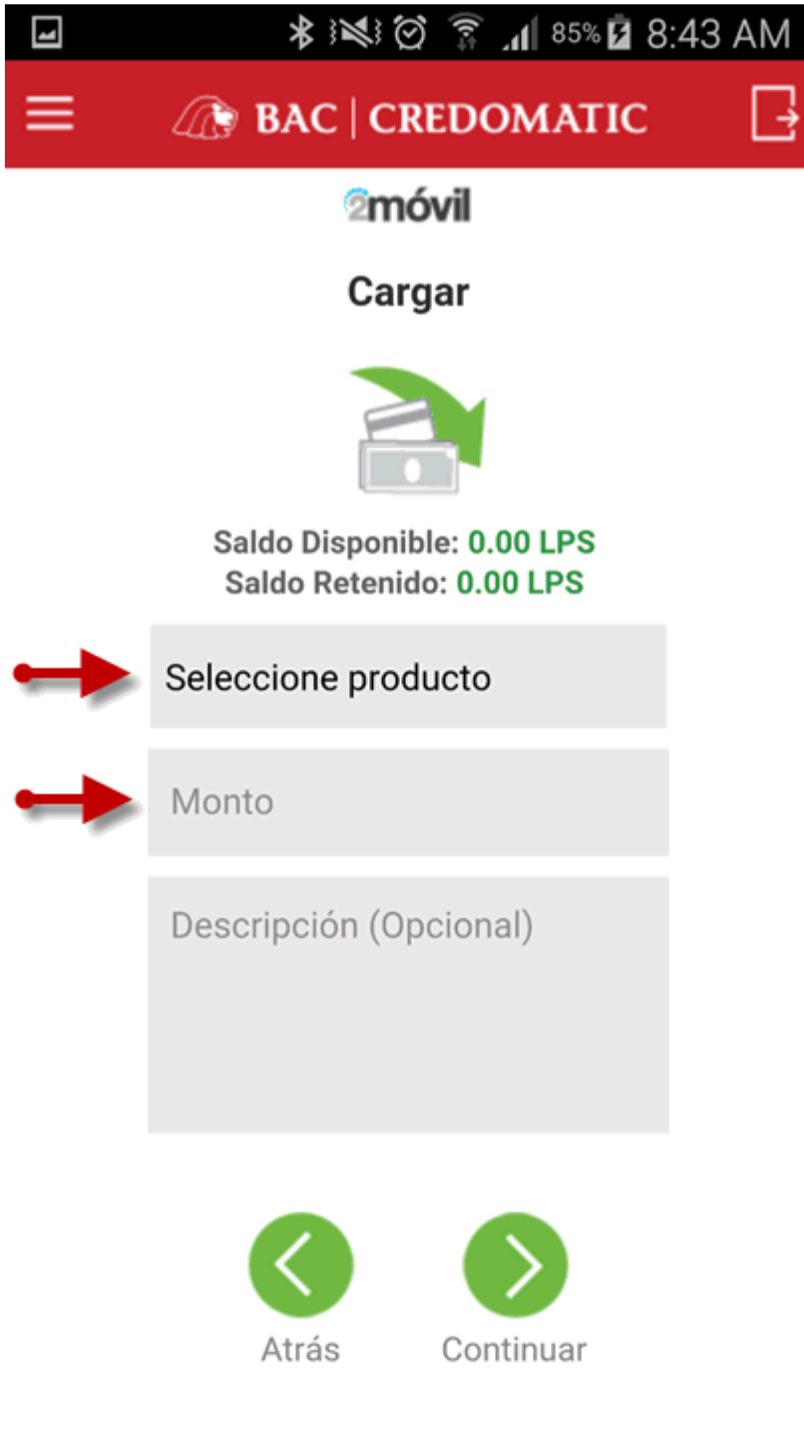 85% 8:43 AM
BAC | CREDOMATIC
2móvil
Cargar
Saldo Disponible: 0.00 LPS
Saldo Retenido: 0.00 LPS
Seleccione producto
Monto
Descripción (Opcional)
Atrás Continuar